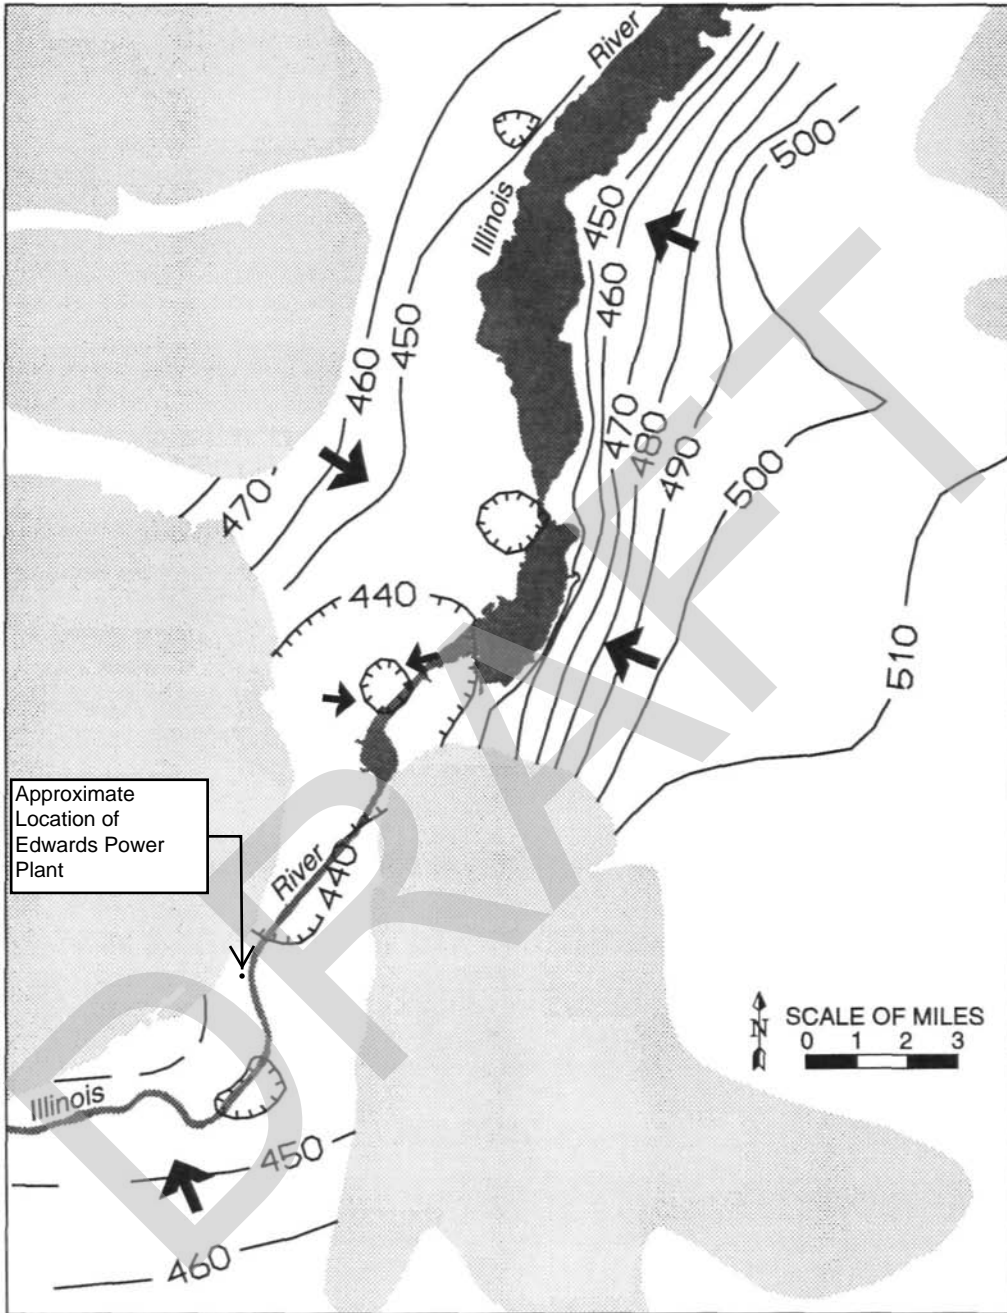 River
500
Illinois
450
460
450
460
470
480
490
500
470
440
510
Approximate
Location of
Edwards Power
Plant
River
440
N
SCALE OF MILES
0 1 2 3
Illinois
450
460
DRAFT